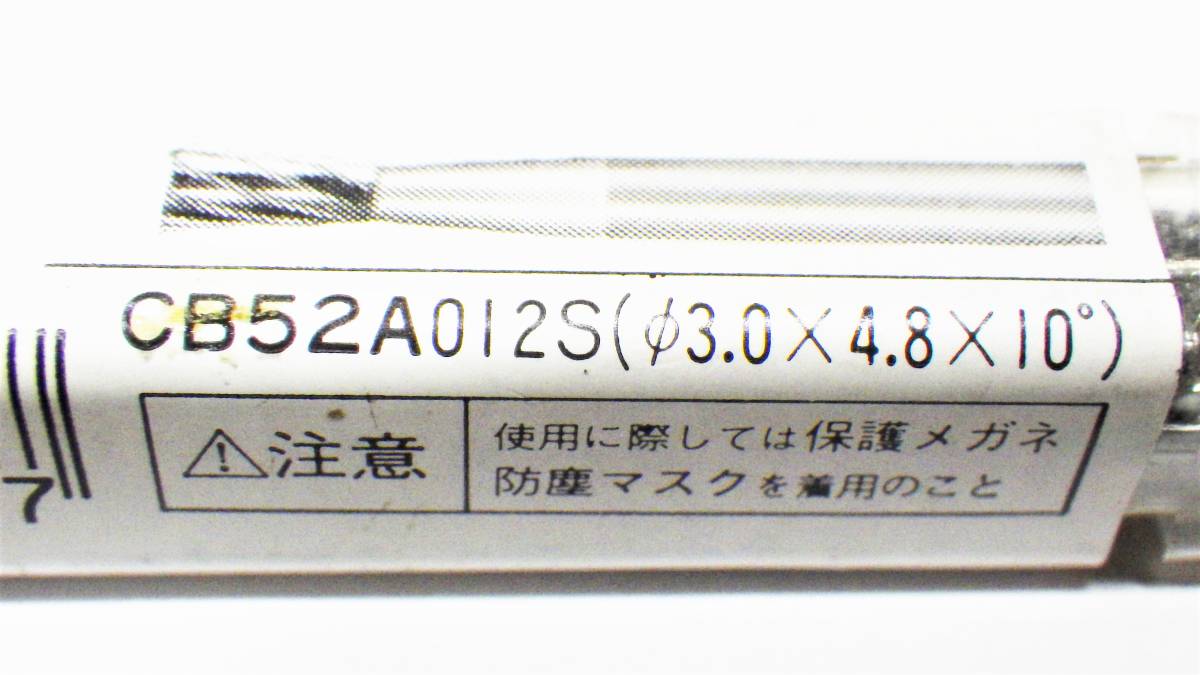 CB52A012S(φ3.0×4.8×10°)
注意
使用に際しては保護メガネ
防塵マスクを着用のこと
7